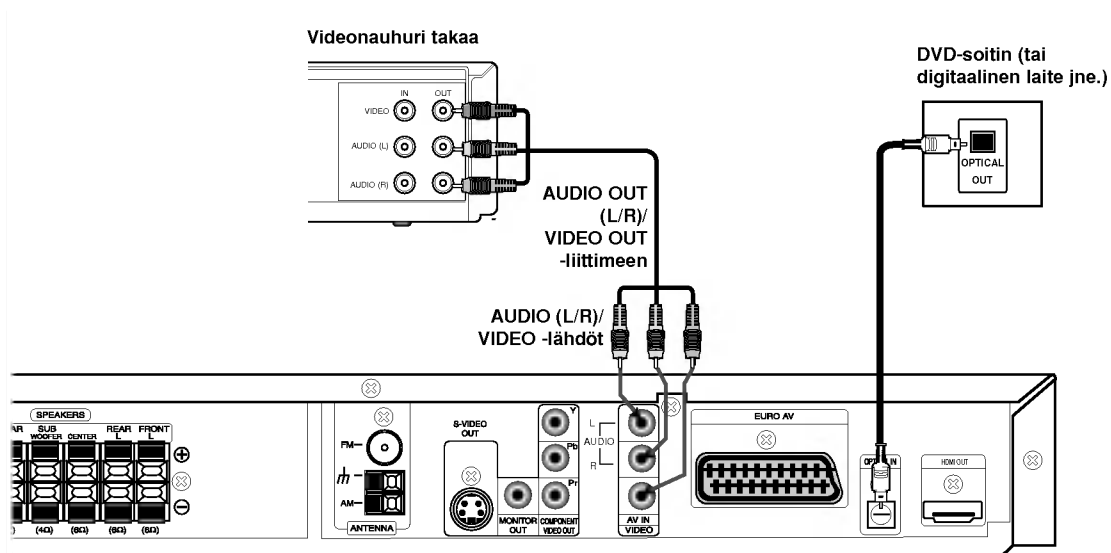 Videonauhuri takaa
DVD-soitin (tai
digitaalinen laite jne.)
IN OUT
VIDEO
AUDIO (L)
AUDIO (R)
OPTICAL
OUT
AUDIO OUT
(L/R)/
VIDEO OUT
-liittimeen
AUDIO (L/R)/
VIDEO -lähdöt
SPEAKERS
SUB
WOOFER
CENTER
REAR
L
FRONT
L
(4Ω) (6Ω) (6Ω) (6Ω)
FM
AM
ANTENNA
S-VIDEO
OUT
MONITOR
OUT
Y
Pb
Pr
COMPONENT
VIDEO OUT
L
AUDIO
R
AV IN
VIDEO
EURO AV
HDMI OUT